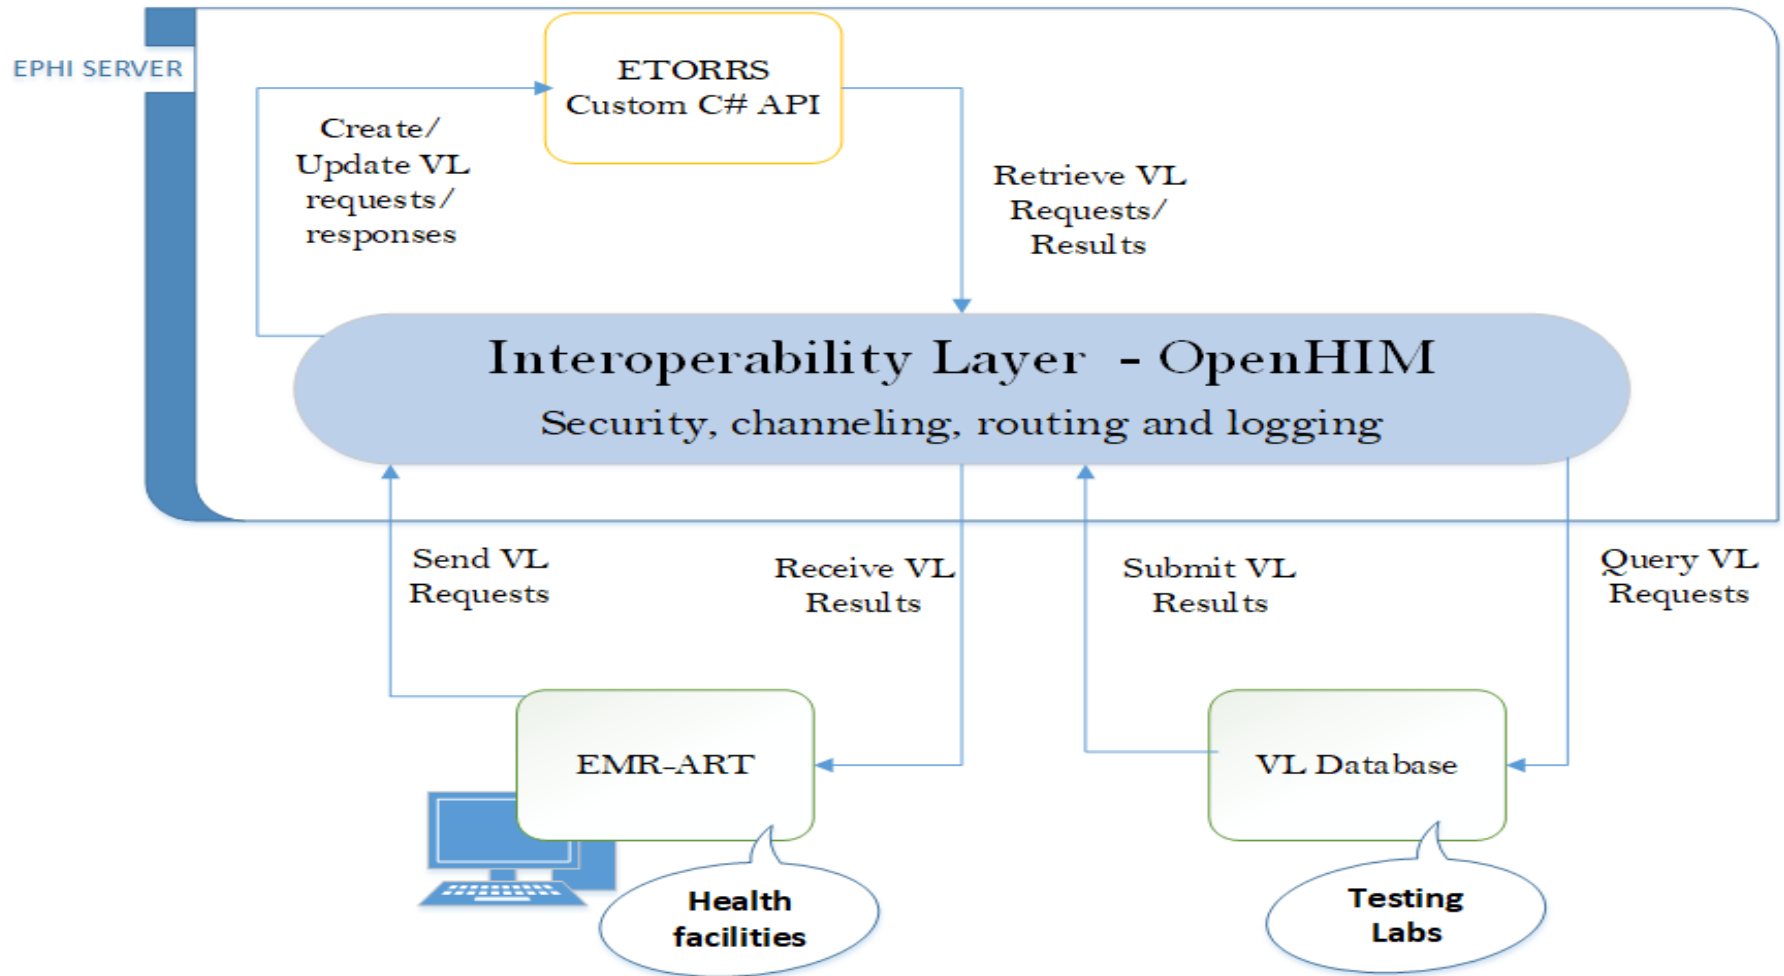 EPHI SERVER
ETORRS
Custom C# API
Create/
Update VL
requests/
responses
Retrieve VL
Requests/
Results
Interoperability Layer - OpenHIM
Security, channeling, routing and logging
Send VL
Requests
Receive VL
Results
Submit VL
Results
Query VL
Requests
EMR-ART
VL Database
Health
facilities
Testing
Labs